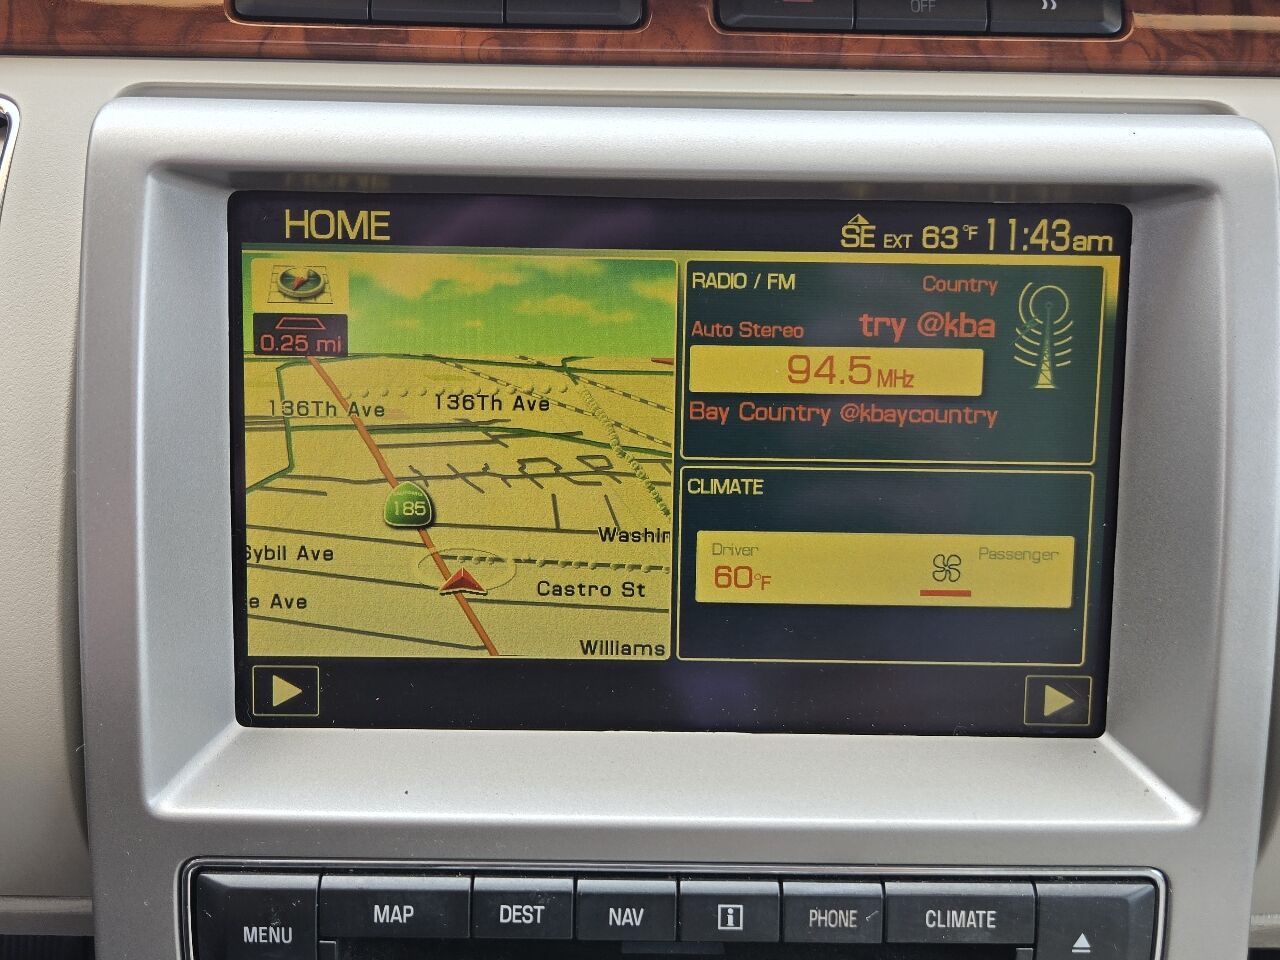 OFF
HOME
SE EXT 63°F 11:43am
0.25 mi
136Th Ave
136Th Ave
CALIFORNIA
185
Washin
Sybil Ave
Castro St
e Ave
Williams
RADIO / FM
Country
Auto Stereo
try @kba
94.5 MHz
Bay Country @kbaycountry
CLIMATE
Driver
Passenger
60°F
MENU
MAP
DEST
NAV
i
PHONE
CLIMATE